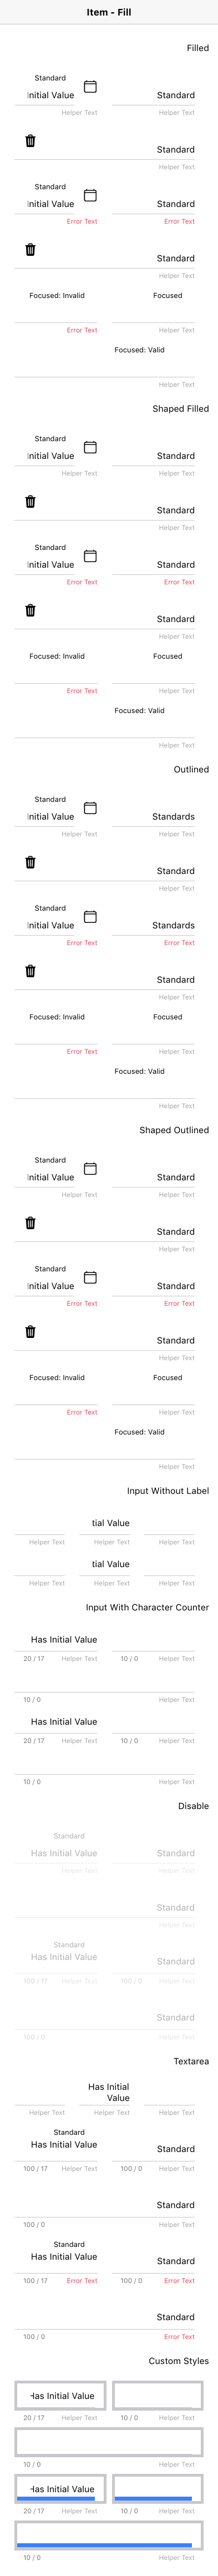 Item - Fill
Filled
Standard
Initial Value Standard
Helper Text Helper Text
Standard
Helper Text
Standard
Initial Value Standard
Error Text Error Text
Standard
Helper Text
Focused: Invalid Focused
Error Text Helper Text
Focused: Valid
Helper Text
Shaped Filled
Standard
Initial Value Standard
Helper Text Helper Text
Standard
Helper Text
Standard
Initial Value Standard
Error Text Error Text
Standard
Helper Text
Focused: Invalid Focused
Error Text Helper Text
Focused: Valid
Helper Text
Outlined
Standard
Initial Value Standards
Helper Text Helper Text
Standard
Helper Text
Standard
Initial Value Standards
Error Text Error Text
Standard
Helper Text
Focused: Invalid Focused
Error Text Helper Text
Focused: Valid
Helper Text
Shaped Outlined
Standard
Initial Value Standard
Helper Text Helper Text
Standard
Helper Text
Standard
Initial Value Standard
Error Text Error Text
Standard
Helper Text
Focused: Invalid Focused
Error Text Helper Text
Focused: Valid
Helper Text
Input Without Label
tial Value
Helper Text Helper Text Helper Text
tial Value
Helper Text Helper Text Helper Text
Input With Character Counter
Has Initial Value
20 / 17 Helper Text 10 / 0 Helper Text
10 / 0 Helper Text
Has Initial Value
20 / 17 Helper Text 10 / 0 Helper Text
10 / 0 Helper Text
Disable
Standard
Has Initial Value Standard
Helper Text Helper Text
Standard
Helper Text
Standard
Has Initial Value Standard
100 / 17 Helper Text 100 / 0 Helper Text
Standard
100 / 0 Helper Text
Textarea
Has Initial
Value
Helper Text Helper Text Helper Text
Standard
Has Initial Value Standard
100 / 17 Helper Text 100 / 0 Helper Text
Standard
100 / 0 Helper Text
Standard
Has Initial Value Standard
100 / 17 Error Text 100 / 0 Error Text
Standard
100 / 0 Error Text
Custom Styles
Has Initial Value
20 / 17 Helper Text 10 / 0 Helper Text
10 / 0 Helper Text
Has Initial Value
20 / 17 Helper Text 10 / 0 Helper Text
10 / 0 Helper Text